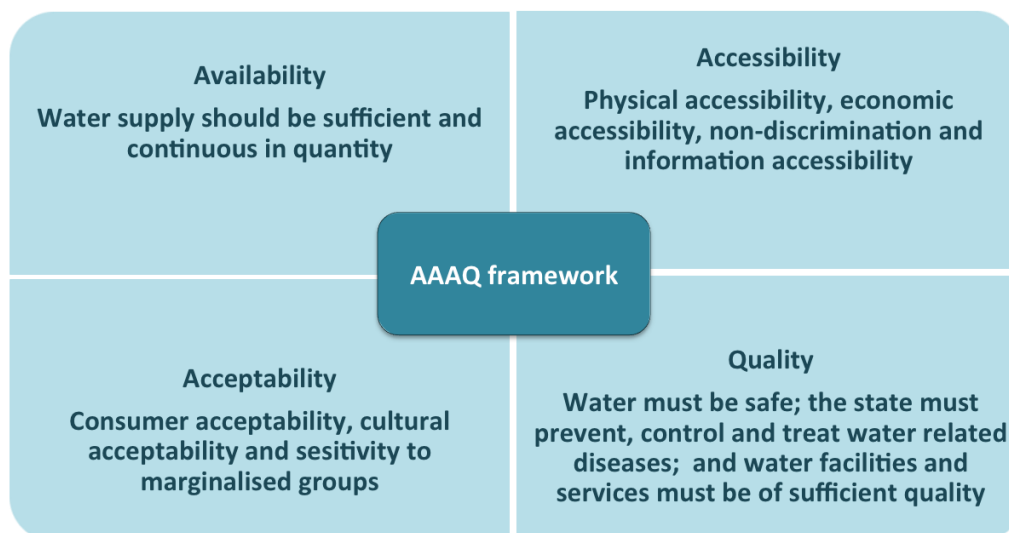 Availability
Water supply should be sufficient and
continuous in quantity
Accessibility
Physical accessibility, economic
accessibility, non-discrimination and
information accessibility
AAAQ framework
Acceptability
Consumer acceptability, cultural
acceptability and sesitivity to
marginalised groups
Quality
Water must be safe; the state must
prevent, control and treat water related
diseases;  and water facilities and
services must be of sufficient quality